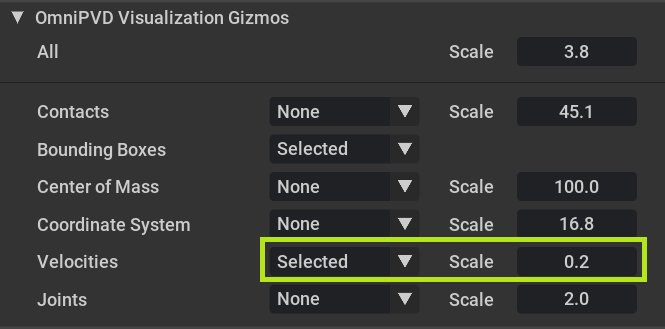 OmniPVD Visualization Gizmos
All Scale 3.8
Contacts None Scale 45.1
Bounding Boxes Selected
Center of Mass None Scale 100.0
Coordinate System None Scale 16.8
Velocities Selected Scale 0.2
Joints None Scale 2.0